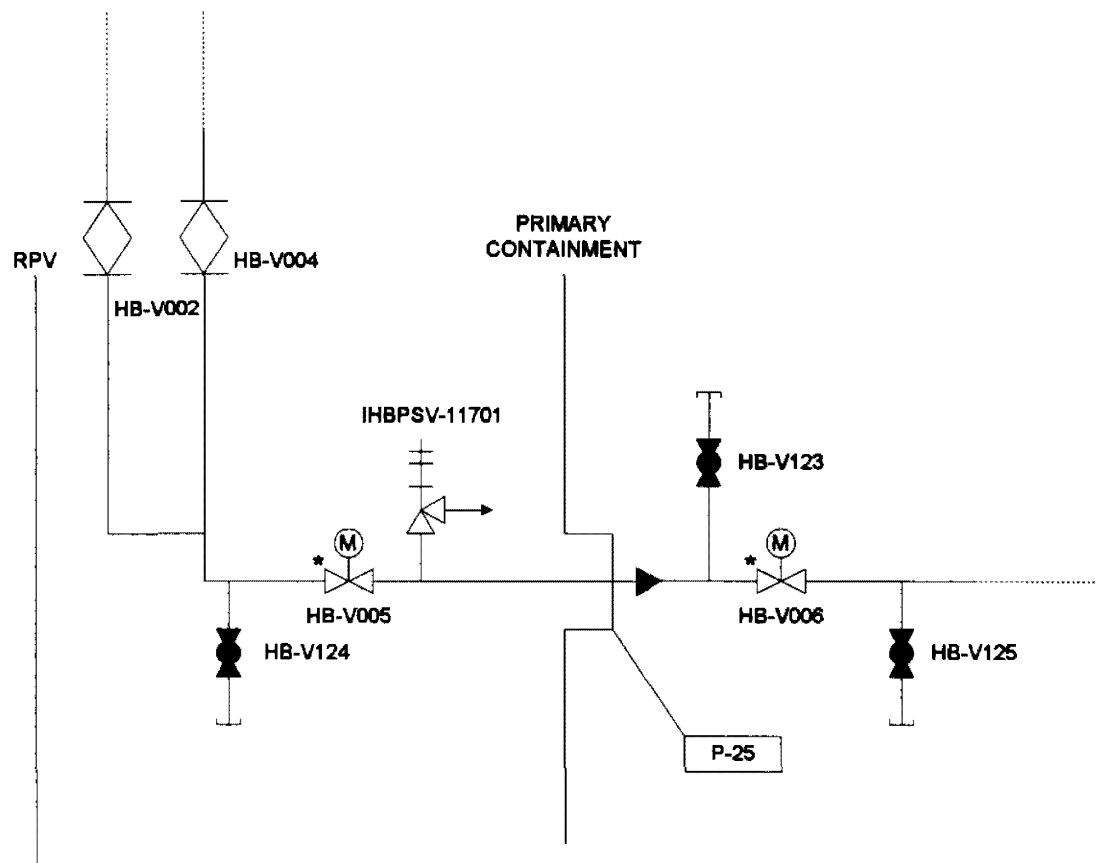 PRIMARY
CONTAINMENT
RPV
HB-V004
HB-V002
IHBPSV-11701
HB-V123
M
M
*
*
HB-V005
HB-V006
HB-V124
HB-V125
P-25